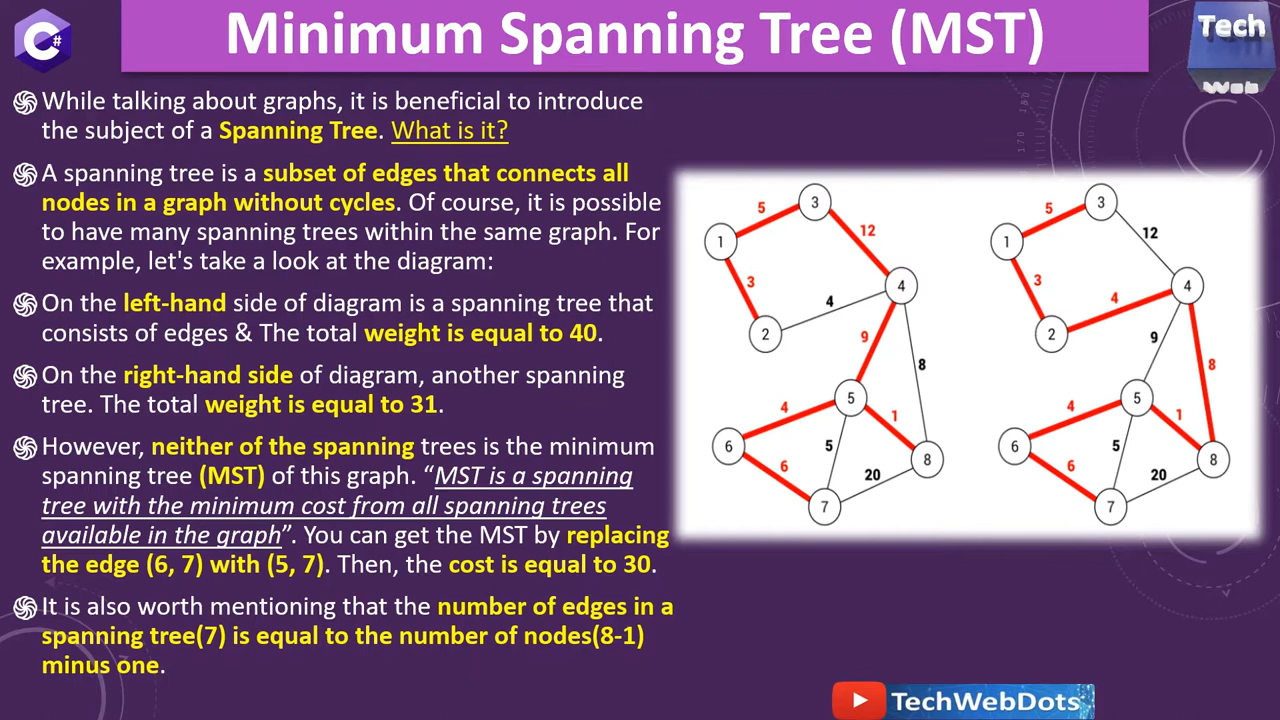 Minimum Spanning Tree (MST)
C#
Tech
Web
While talking about graphs, it is beneficial to introduce
the subject of a Spanning Tree. What is it?
A spanning tree is a subset of edges that connects all
nodes in a graph without cycles. Of course, it is possible
to have many spanning trees within the same graph. For
example, let's take a look at the diagram:
On the left-hand side of diagram is a spanning tree that
consists of edges & The total weight is equal to 40.
On the right-hand side of diagram, another spanning
tree. The total weight is equal to 31.
However, neither of the spanning trees is the minimum
spanning tree (MST) of this graph. “MST is a spanning
tree with the minimum cost from all spanning trees
available in the graph”. You can get the MST by replacing
the edge (6, 7) with (5, 7). Then, the cost is equal to 30.
It is also worth mentioning that the number of edges in a
spanning tree(7) is equal to the number of nodes(8-1)
minus one.
3
5
12
1
3
4
4
2
9
8
5
4
1
6
5
8
6
20
7
3
5
12
1
3
4
4
2
9
8
5
4
1
6
5
8
6
20
7
TechWebDots